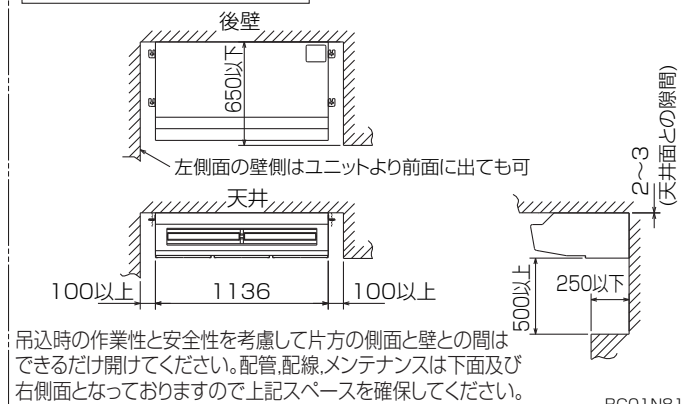 後壁
650以下
左側面の壁側はユニットより前面に出ても可
天井
2～3
(天井面との隙間)
100以上
1136
100以上
500以上
250以下
吊込時の作業性と安全性を考慮して片方の側面と壁との間は
できるだけ開けてください。配管,配線,メンテナンスは下面及び
右側面となっておりますので上記スペースを確保してください。